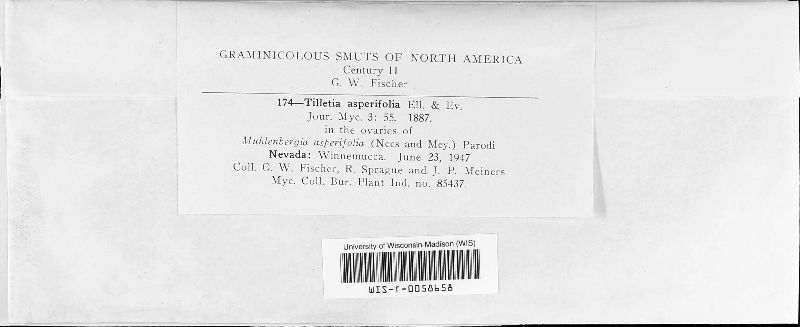 GRAMINICOLOUS SMUTS OF NORTH AMERICA
Century II
G. W. Fischer
174—Tilletia asperifolia Ell. & Ev.
Jour. Myc. 3: 55. 1887.
in the ovaries of
Muhlenbergia asperifolia (Nees and Mey.) Parodi
Nevada: Winnemucca. June 23, 1947
Coll. G. W. Fischer, R. Sprague and J. P. Meiners
Myc. Coll. Bur. Plant Ind. no. 85437.
University of Wisconsin-Madison (WIS)
WIS-f-0058658